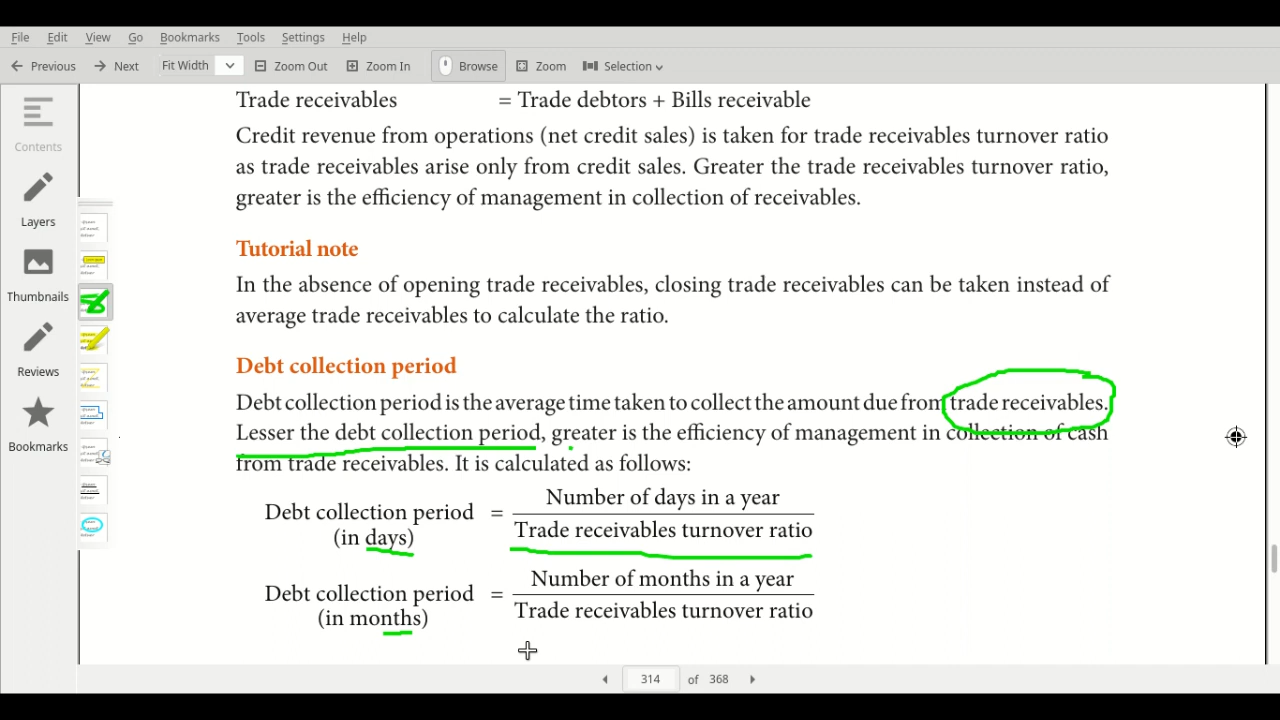 File Edit View Go Bookmarks Tools Settings Help
Previous Next Fit Width Zoom Out Zoom In Browse Zoom Selection
Contents
Layers
Thumbnails
Reviews
Bookmarks
Trade receivables = Trade debtors + Bills receivable
Credit revenue from operations (net credit sales) is taken for trade receivables turnover ratio
as trade receivables arise only from credit sales. Greater the trade receivables turnover ratio,
greater is the efficiency of management in collection of receivables.
Tutorial note
In the absence of opening trade receivables, closing trade receivables can be taken instead of
average trade receivables to calculate the ratio.
Debt collection period
Debt collection period is the average time taken to collect the amount due from trade receivables.
Lesser the debt collection period, greater is the efficiency of management in collection of cash
from trade receivables. It is calculated as follows:
Debt collection period (in days) = Number of days in a year
Trade receivables turnover ratio
Debt collection period (in months) = Number of months in a year
Trade receivables turnover ratio
314 of 368